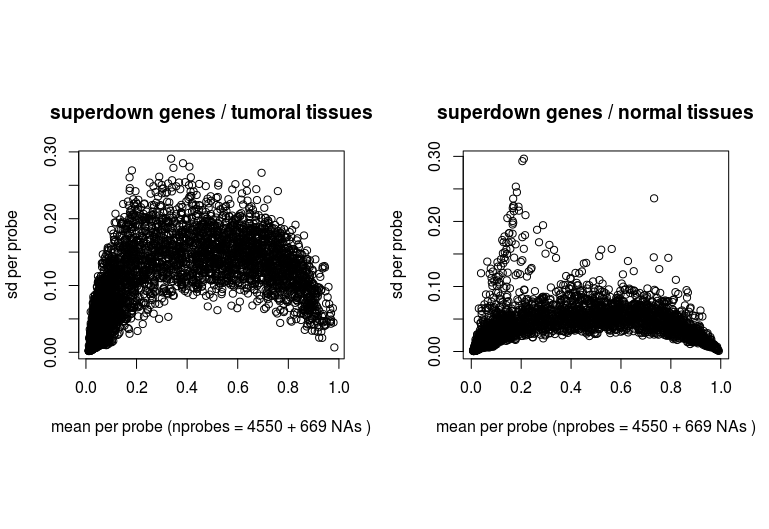 superdown genes / tumoral tissues
sd per probe
0.00 0.10 0.20 0.30
0.0 0.2 0.4 0.6 0.8 1.0
mean per probe (nprobes = 4550 + 669 NAs )
superdown genes / normal tissues
sd per probe
0.00 0.10 0.20 0.30
0.0 0.2 0.4 0.6 0.8 1.0
mean per probe (nprobes = 4550 + 669 NAs )